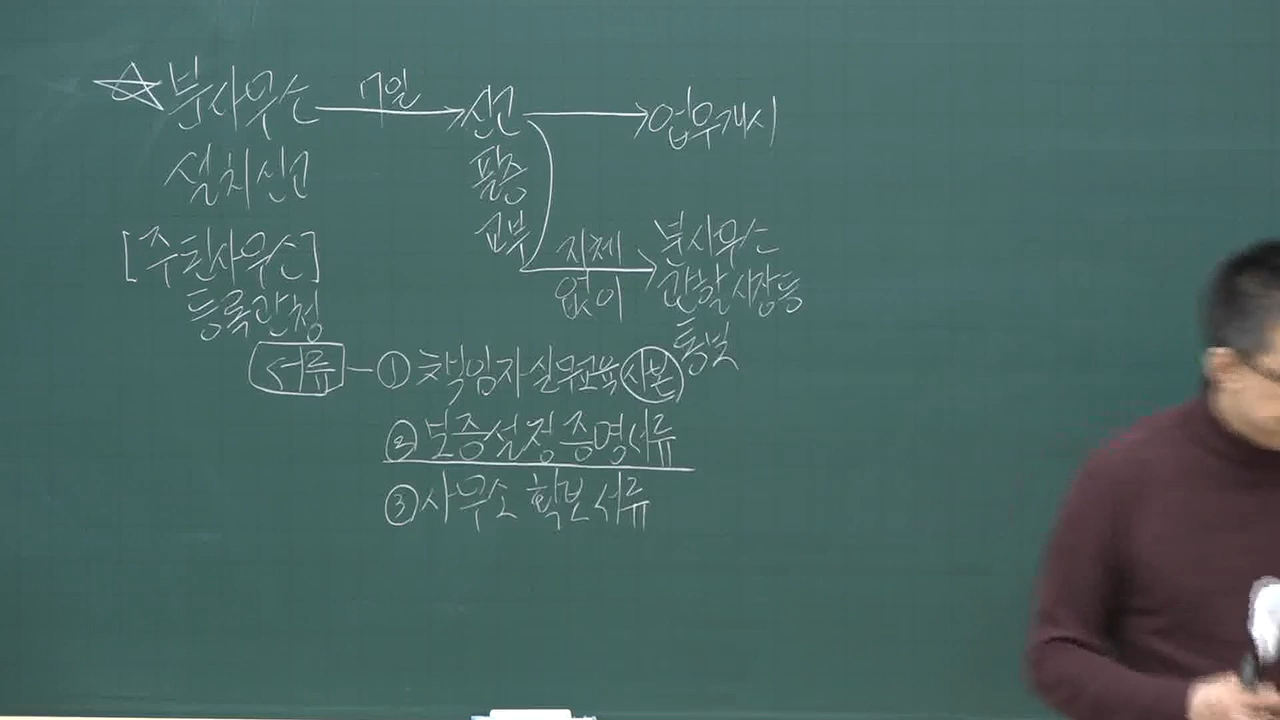 ☆ 분사무소 7일 → 신고 → 업무개시
설치신고 필증
[주된사무소] 교부 지체 → 분사무소
등록관청 없이 관할 시장등
통보
서류 - ① 책임자 실무교육 사본
② 보증설정 증명서류
③ 사무소 확보 서류